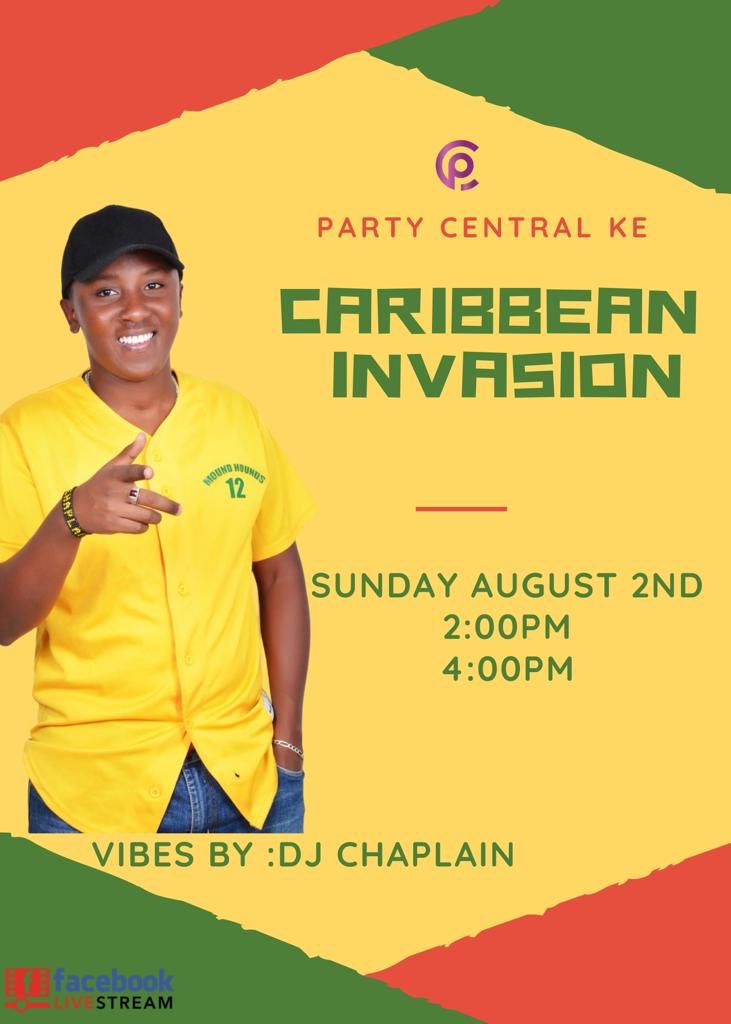 PARTY CENTRAL KE
CARIBBEAN
INVASION
MOUND HOUNDS
12
CHAPLA
SUNDAY AUGUST 2ND
2:00PM
4:00PM
VIBES BY :DJ CHAPLAIN
facebook
LIVESTREAM